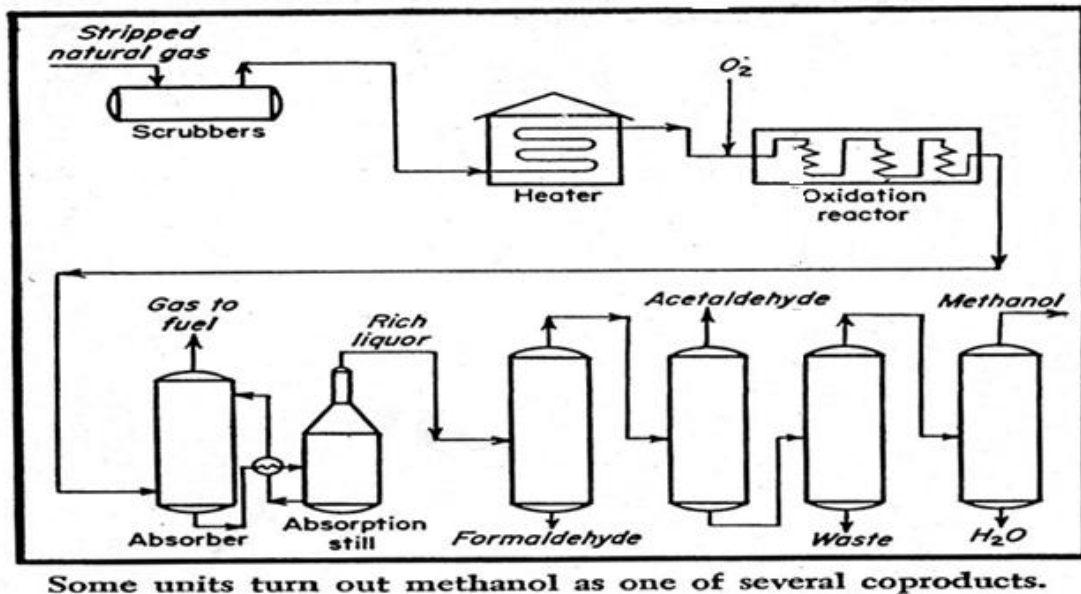 Stripped
natural gas
Scrubbers
Heater
O2
Oxidation
reactor
Gas to
fuel
Rich
liquor
Acetaldehyde
Methanol
Absorber
Absorption
still
Formaldehyde
Waste
H2O
Some units turn out methanol as one of several coproducts.